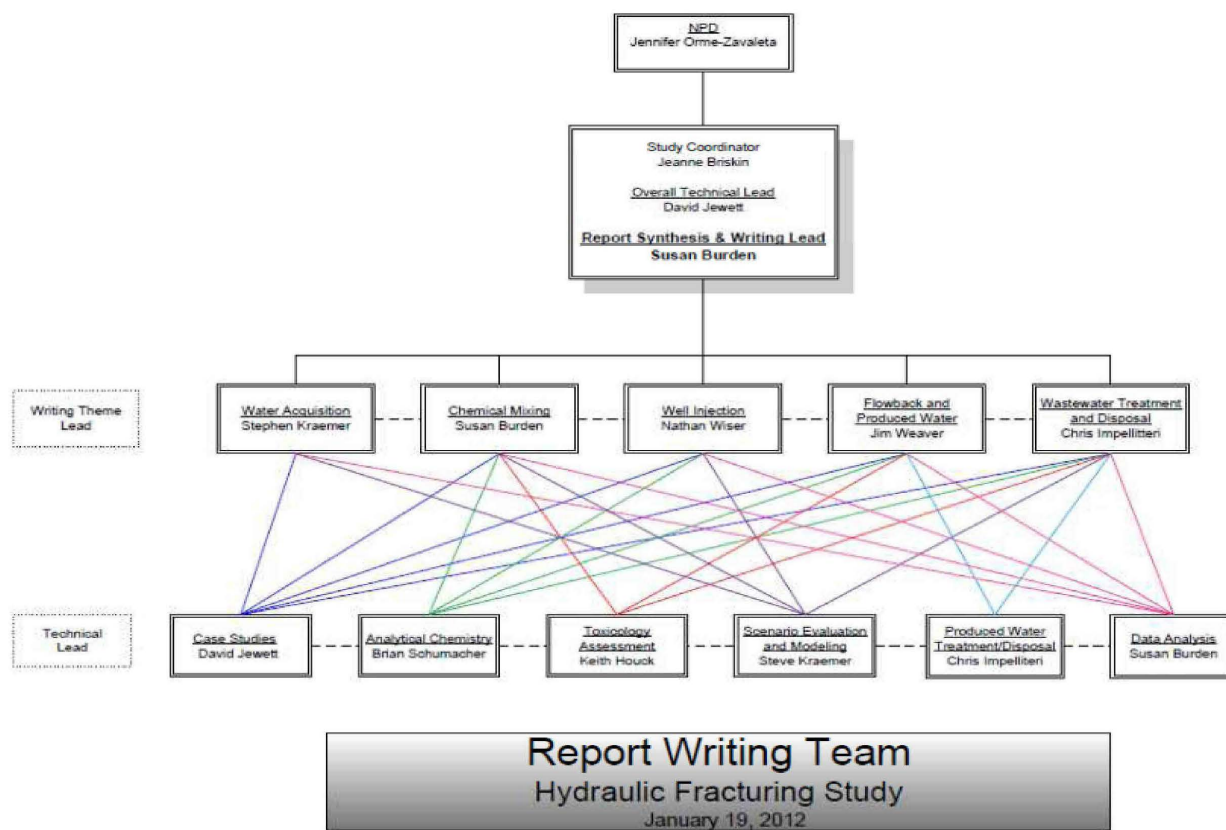 NPD
Jennifer Orme-Zavaleta
Study Coordinator
Jeanne Briskin
Overall Technical Lead
David Jewett
Report Synthesis & Writing Lead
Susan Burden
Writing Theme
Lead
Water Acquisition
Stephen Kraemer
Chemical Mixing
Susan Burden
Well Injection
Nathan Wiser
Flowback and
Produced Water
Jim Weaver
Wastewater Treatment
and Disposal
Chris Impellitteri
Technical
Lead
Case Studies
David Jewett
Analytical Chemistry
Brian Schumacher
Toxicology
Assessment
Keith Houck
Scenario Evaluation
and Modeling
Steve Kraemer
Produced Water
Treatment/Disposal
Chris Impelliteri
Data Analysis
Susan Burden
Report Writing Team
Hydraulic Fracturing Study
January 19, 2012